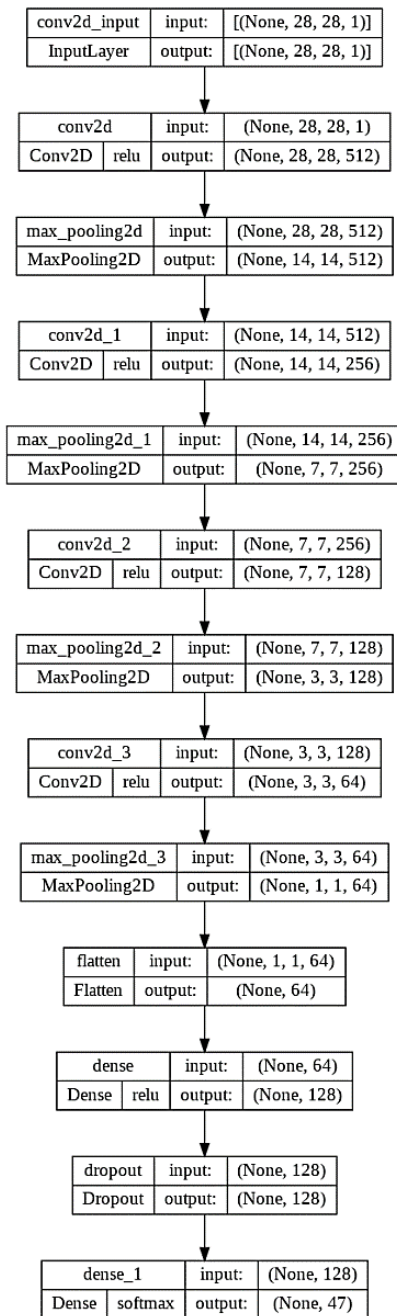 conv2d_input input: [(None, 28, 28, 1)]
InputLayer output: [(None, 28, 28, 1)]
conv2d input: (None, 28, 28, 1)
Conv2D relu output: (None, 28, 28, 512)
max_pooling2d input: (None, 28, 28, 512)
MaxPooling2D output: (None, 14, 14, 512)
conv2d_1 input: (None, 14, 14, 512)
Conv2D relu output: (None, 14, 14, 256)
max_pooling2d_1 input: (None, 14, 14, 256)
MaxPooling2D output: (None, 7, 7, 256)
conv2d_2 input: (None, 7, 7, 256)
Conv2D relu output: (None, 7, 7, 128)
max_pooling2d_2 input: (None, 7, 7, 128)
MaxPooling2D output: (None, 3, 3, 128)
conv2d_3 input: (None, 3, 3, 128)
Conv2D relu output: (None, 3, 3, 64)
max_pooling2d_3 input: (None, 3, 3, 64)
MaxPooling2D output: (None, 1, 1, 64)
flatten input: (None, 1, 1, 64)
Flatten output: (None, 64)
dense input: (None, 64)
Dense relu output: (None, 128)
dropout input: (None, 128)
Dropout output: (None, 128)
dense_1 input: (None, 128)
Dense softmax output: (None, 47)